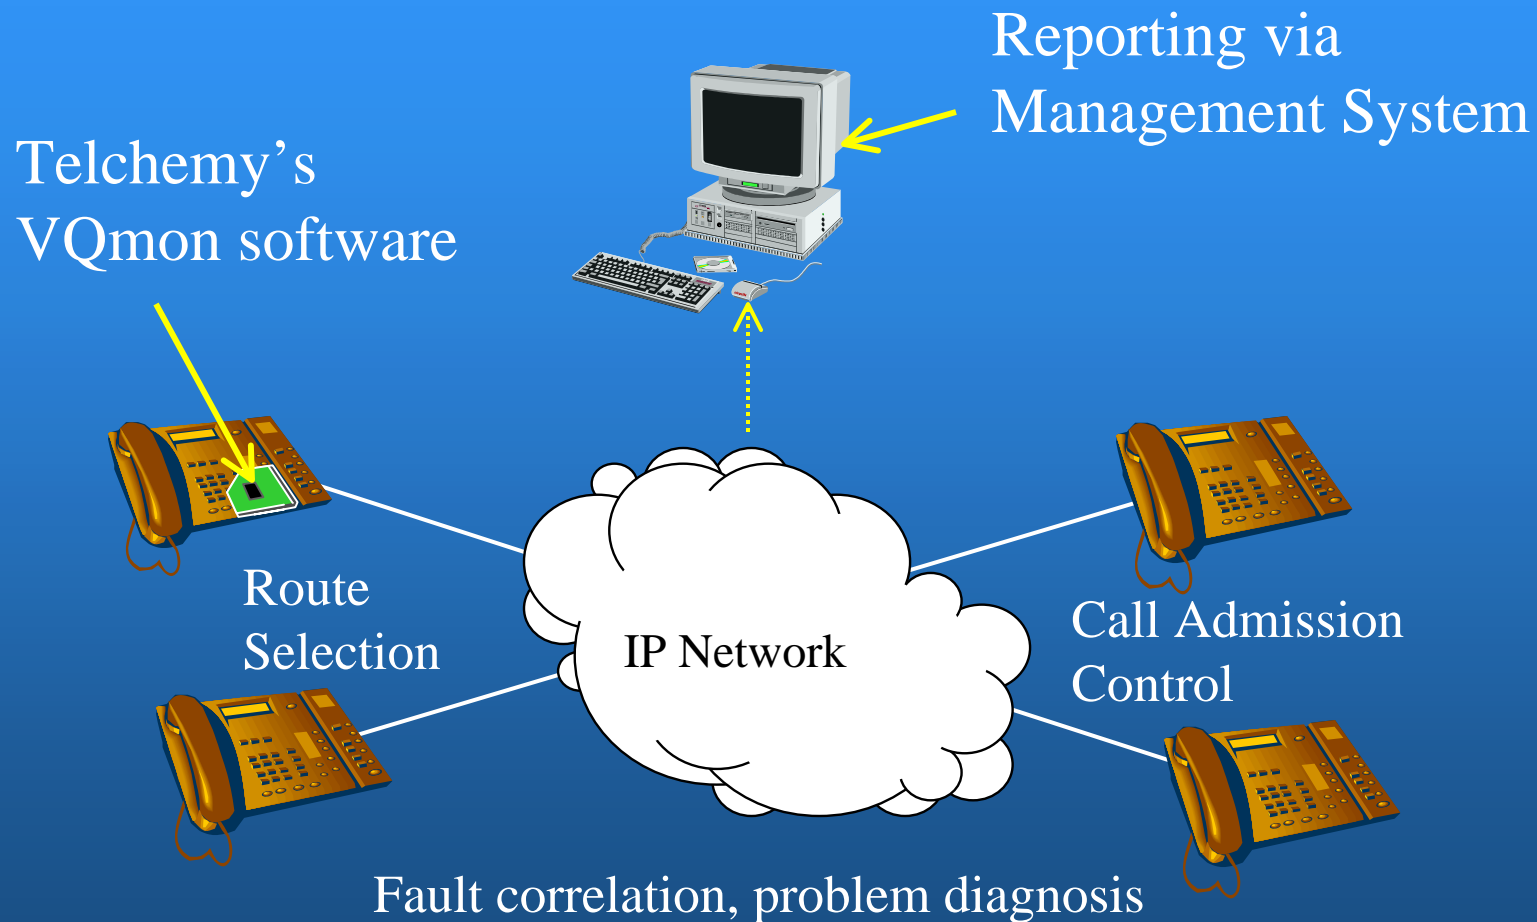 Reporting via
Management System
Telchemy’s
VQmon software
Route
Selection
IP Network
Call Admission
Control
Fault correlation, problem diagnosis